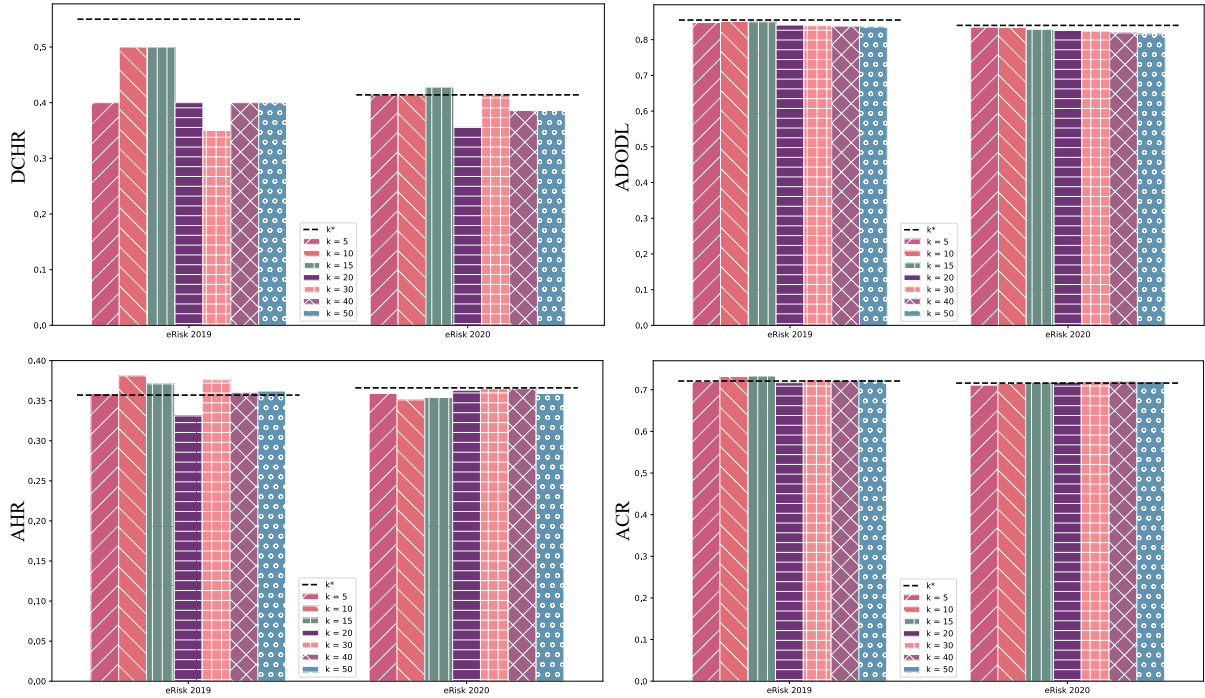 DCHR
0,5
0,4
0,3
0,2
0,1
0,0
eRisk 2019
eRisk 2020
k*
k = 5
k = 10
k = 15
k = 20
k = 30
k = 40
k = 50
ADODL
0.8
0.7
0.6
0.5
0.4
0.3
0.2
0.1
0.0
eRisk 2019
eRisk 2020
k*
k = 5
k = 10
k = 15
k = 20
k = 30
k = 40
k = 50
AHR
0,40
0,35
0,30
0,25
0,20
0,15
0,10
0,05
0,00
eRisk 2019
eRisk 2020
k*
k = 5
k = 10
k = 15
k = 20
k = 30
k = 40
k = 50
ACR
0,7
0,6
0,5
0,4
0,3
0,2
0,1
0,0
eRisk 2019
eRisk 2020
k*
k = 5
k = 10
k = 15
k = 20
k = 30
k = 40
k = 50